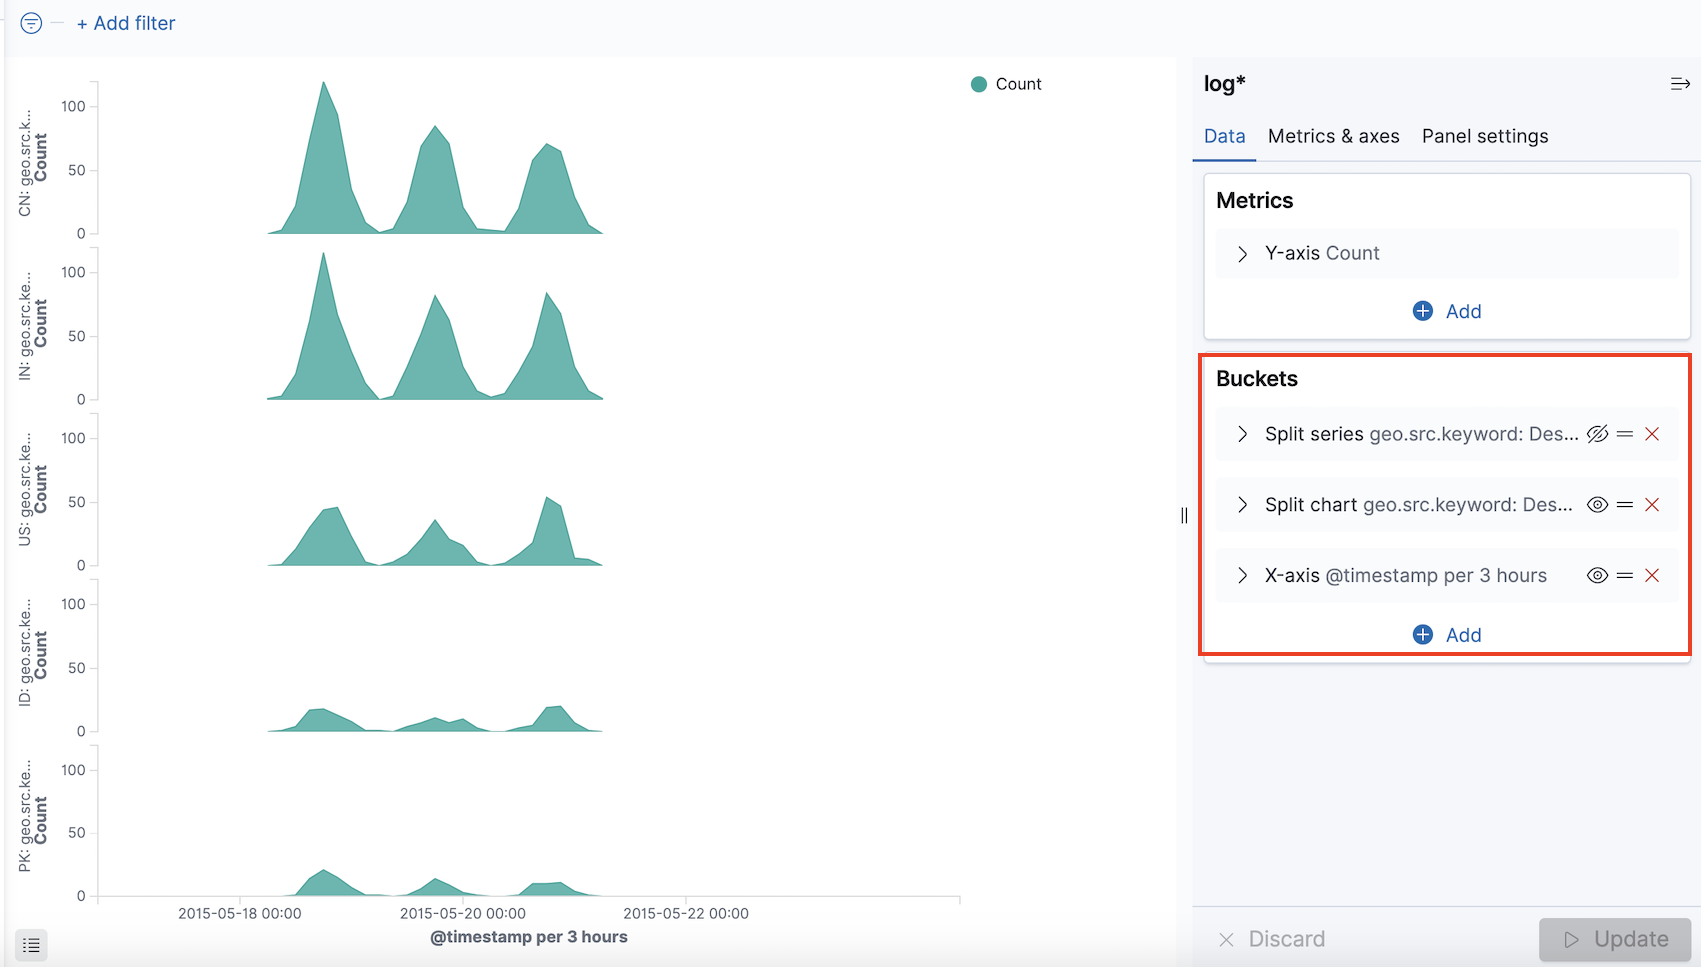 + Add filter
Count
log*
Data Metrics & axes Panel settings
Metrics
Y-axis Count
Add
Buckets
Split series geo.src.keyword: Des...
Split chart geo.src.keyword: Des...
X-axis @timestamp per 3 hours
Add
Discard
Update
CN: geo.src.k...
Count
100
50
0
IN: geo.src.ke...
Count
100
50
0
US: geo.src.ke...
Count
100
50
0
ID: geo.src.ke...
Count
100
50
0
PK: geo.src.ke...
Count
100
50
0
2015-05-18 00:00 2015-05-20 00:00 2015-05-22 00:00
@timestamp per 3 hours